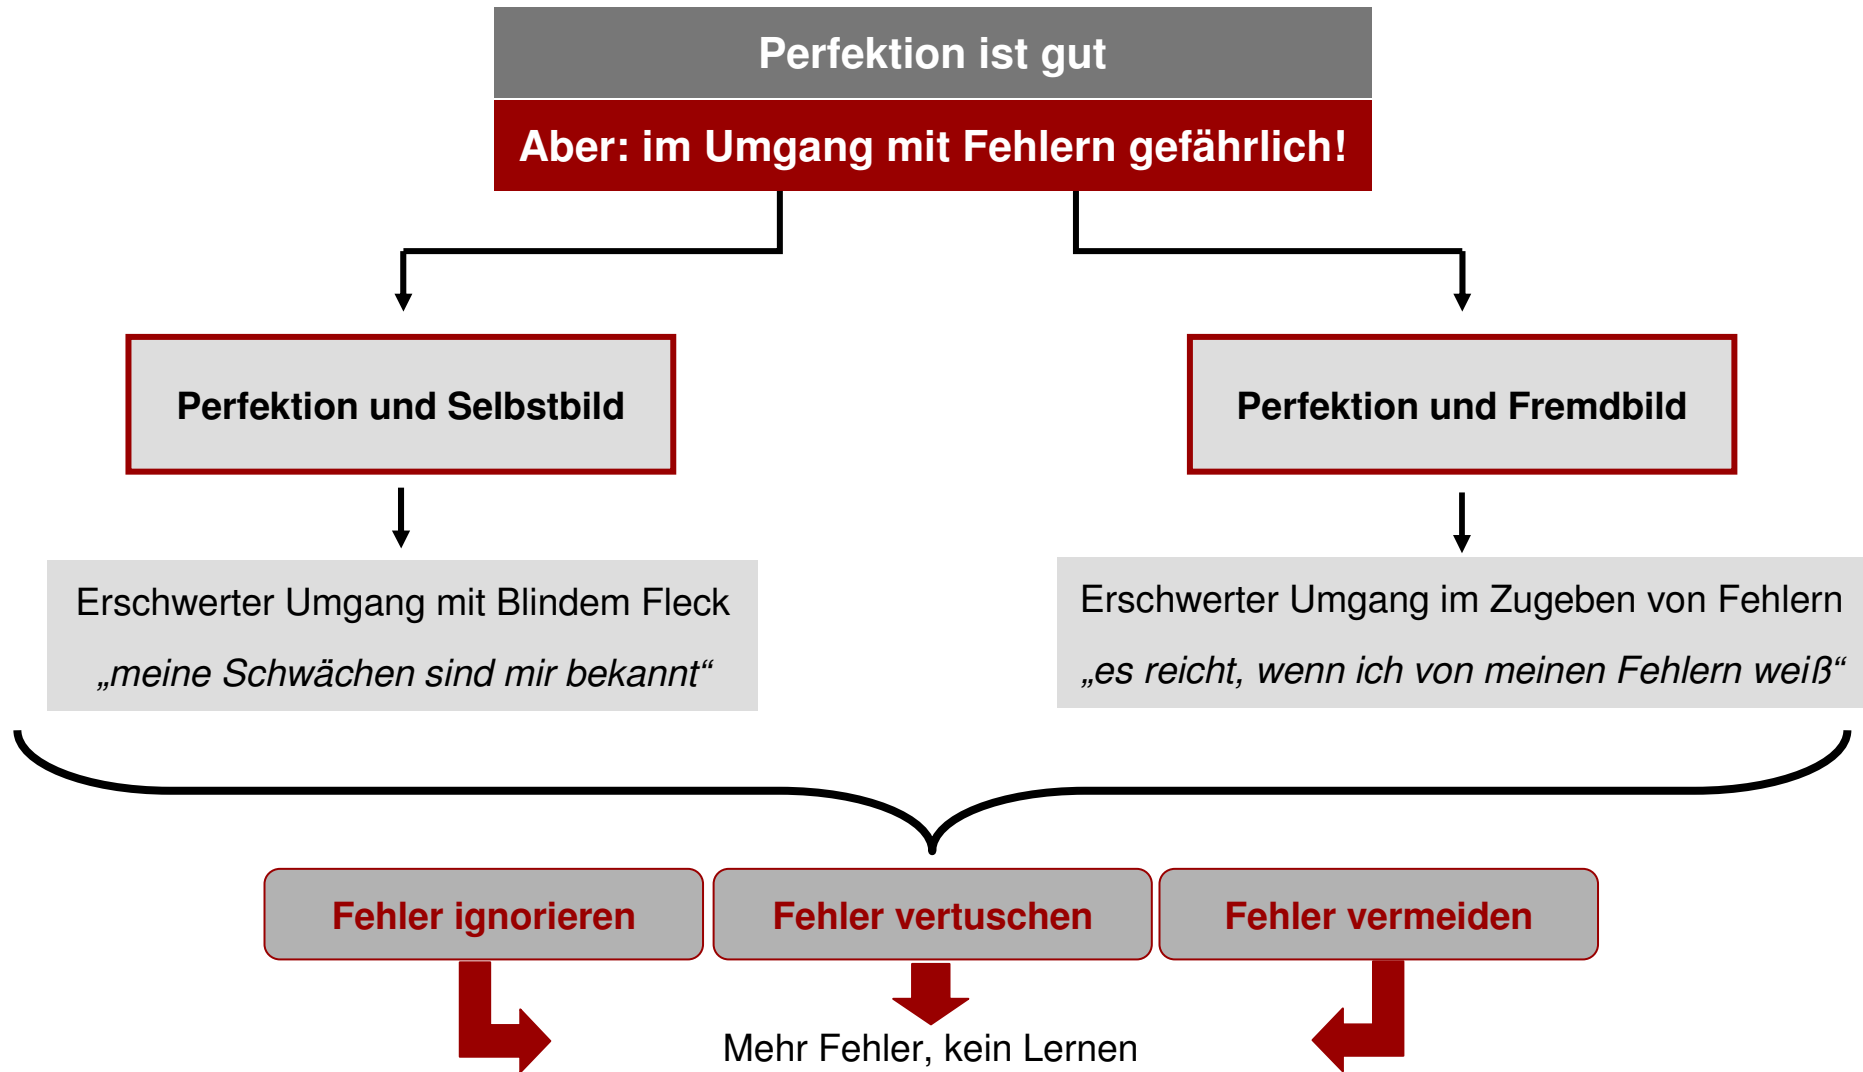 Perfektion ist gut
Aber: im Umgang mit Fehlern gefährlich!
Perfektion und Selbstbild
Perfektion und Fremdbild
Erschwerter Umgang mit Blindem Fleck
„meine Schwächen sind mir bekannt“
Erschwerter Umgang im Zugeben von Fehlern
„es reicht, wenn ich von meinen Fehlern weiß“
Fehler ignorieren
Fehler vertuschen
Fehler vermeiden
Mehr Fehler, kein Lernen